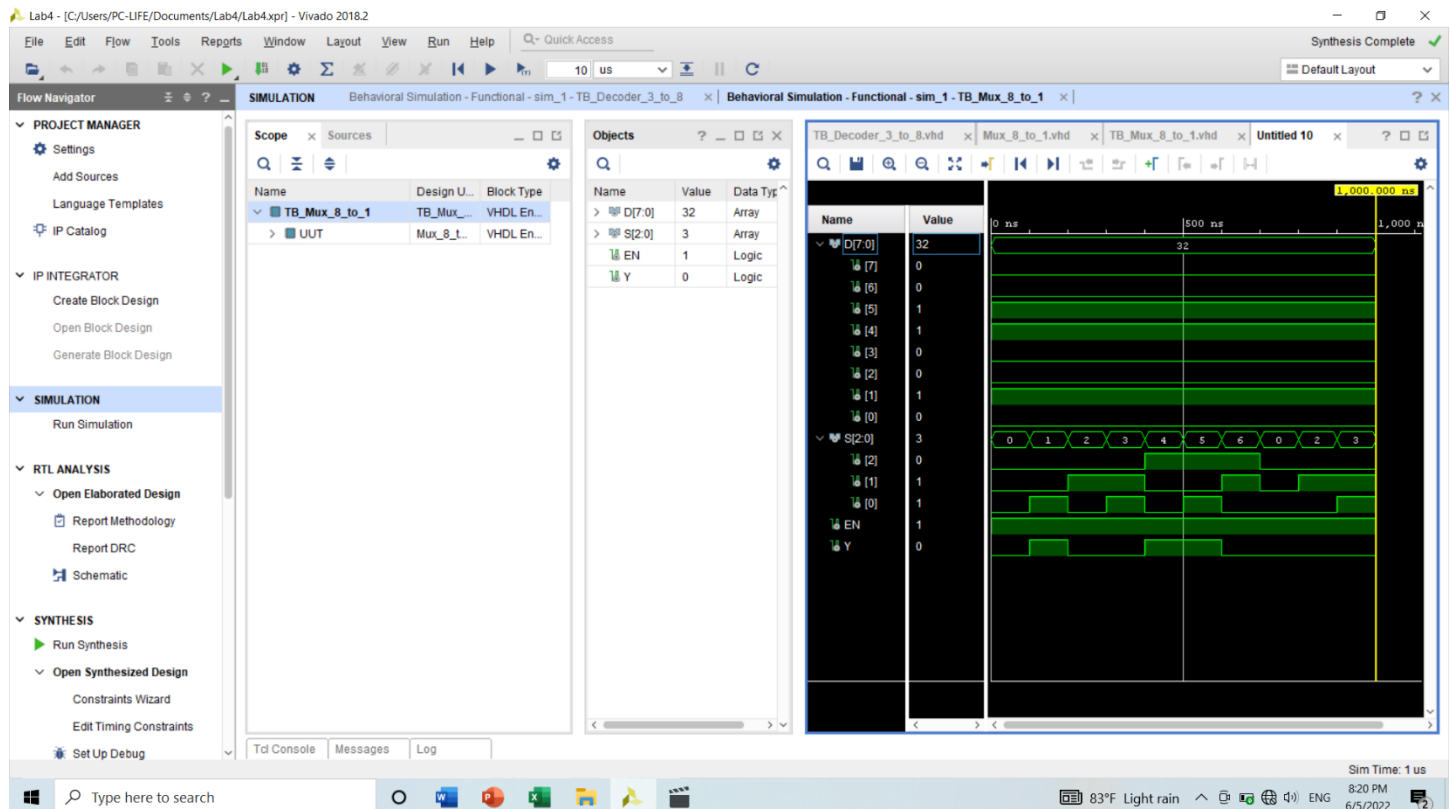 Lab4 - [C:/Users/PC-LIFE/Documents/Lab4/Lab4.xpr] - Vivado 2018.2
File Edit Flow Tools Reports Window Layout View Run Help Q- Quick Access Synthesis Complete
10 us Default Layout
Flow Navigator
PROJECT MANAGER
Settings
Add Sources
Language Templates
IP Catalog
IP INTEGRATOR
Create Block Design
Open Block Design
Generate Block Design
SIMULATION
Run Simulation
RTL ANALYSIS
Open Elaborated Design
Report Methodology
Report DRC
Schematic
SYNTHESIS
Run Synthesis
Open Synthesized Design
Constraints Wizard
Edit Timing Constraints
Set Up Debug
SIMULATION Behavioral Simulation - Functional - sim_1 - TB_Decoder_3_to_8 Behavioral Simulation - Functional - sim_1 - TB_Mux_8_to_1
Scope Sources
Name Design U... Block Type
TB_Mux_8_to_1 TB_Mux_... VHDL En...
UUT Mux_8_t... VHDL En...
Objects
Name Value Data Typ
D[7:0] 32 Array
S[2:0] 3 Array
EN 1 Logic
Y 0 Logic
TB_Decoder_3_to_8.vhd Mux_8_to_1.vhd TB_Mux_8_to_1.vhd Untitled 10
1,000.000 ns
Name Value 0 ns 500 ns 1,000 n
D[7:0] 32 32
[7] 0
[6] 0
[5] 1
[4] 1
[3] 0
[2] 0
[1] 1
[0] 0
S[2:0] 3 0 1 2 3 4 5 6 0 2 3
[2] 0
[1] 1
[0] 1
EN 1
Y 0
Tcl Console Messages Log
Sim Time: 1 us
Type here to search 83°F Light rain ENG 8:20 PM
6/5/2022 2